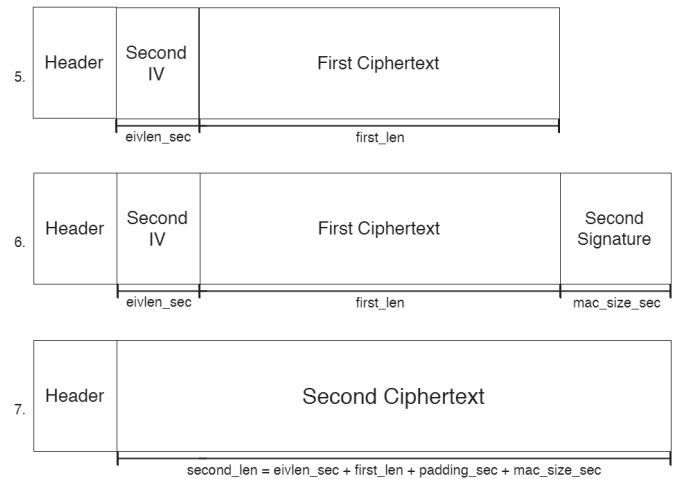 5.
Header
Second
IV
First Ciphertext
eivlen_sec
first_len
6.
Header
Second
IV
First Ciphertext
Second
Signature
eivlen_sec
first_len
mac_size_sec
7.
Header
Second Ciphertext
second_len = eivlen_sec + first_len + padding_sec + mac_size_sec